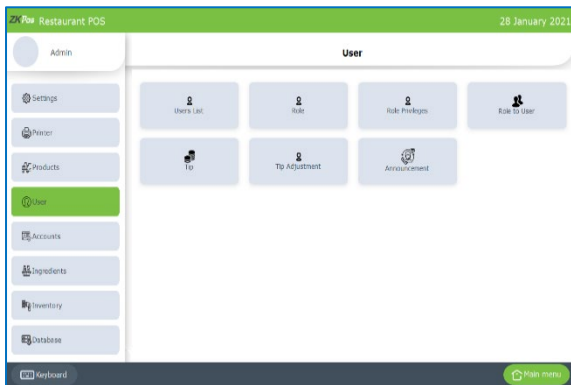 ZKPos Restaurant POS
28 January 2021
Admin
User
Settings
Printer
Products
User
Accounts
Ingredients
Inventory
Database
Users List
Role
Role Privileges
Role to User
Tip
Tip Adjustment
Announcement
Keyboard
Main menu